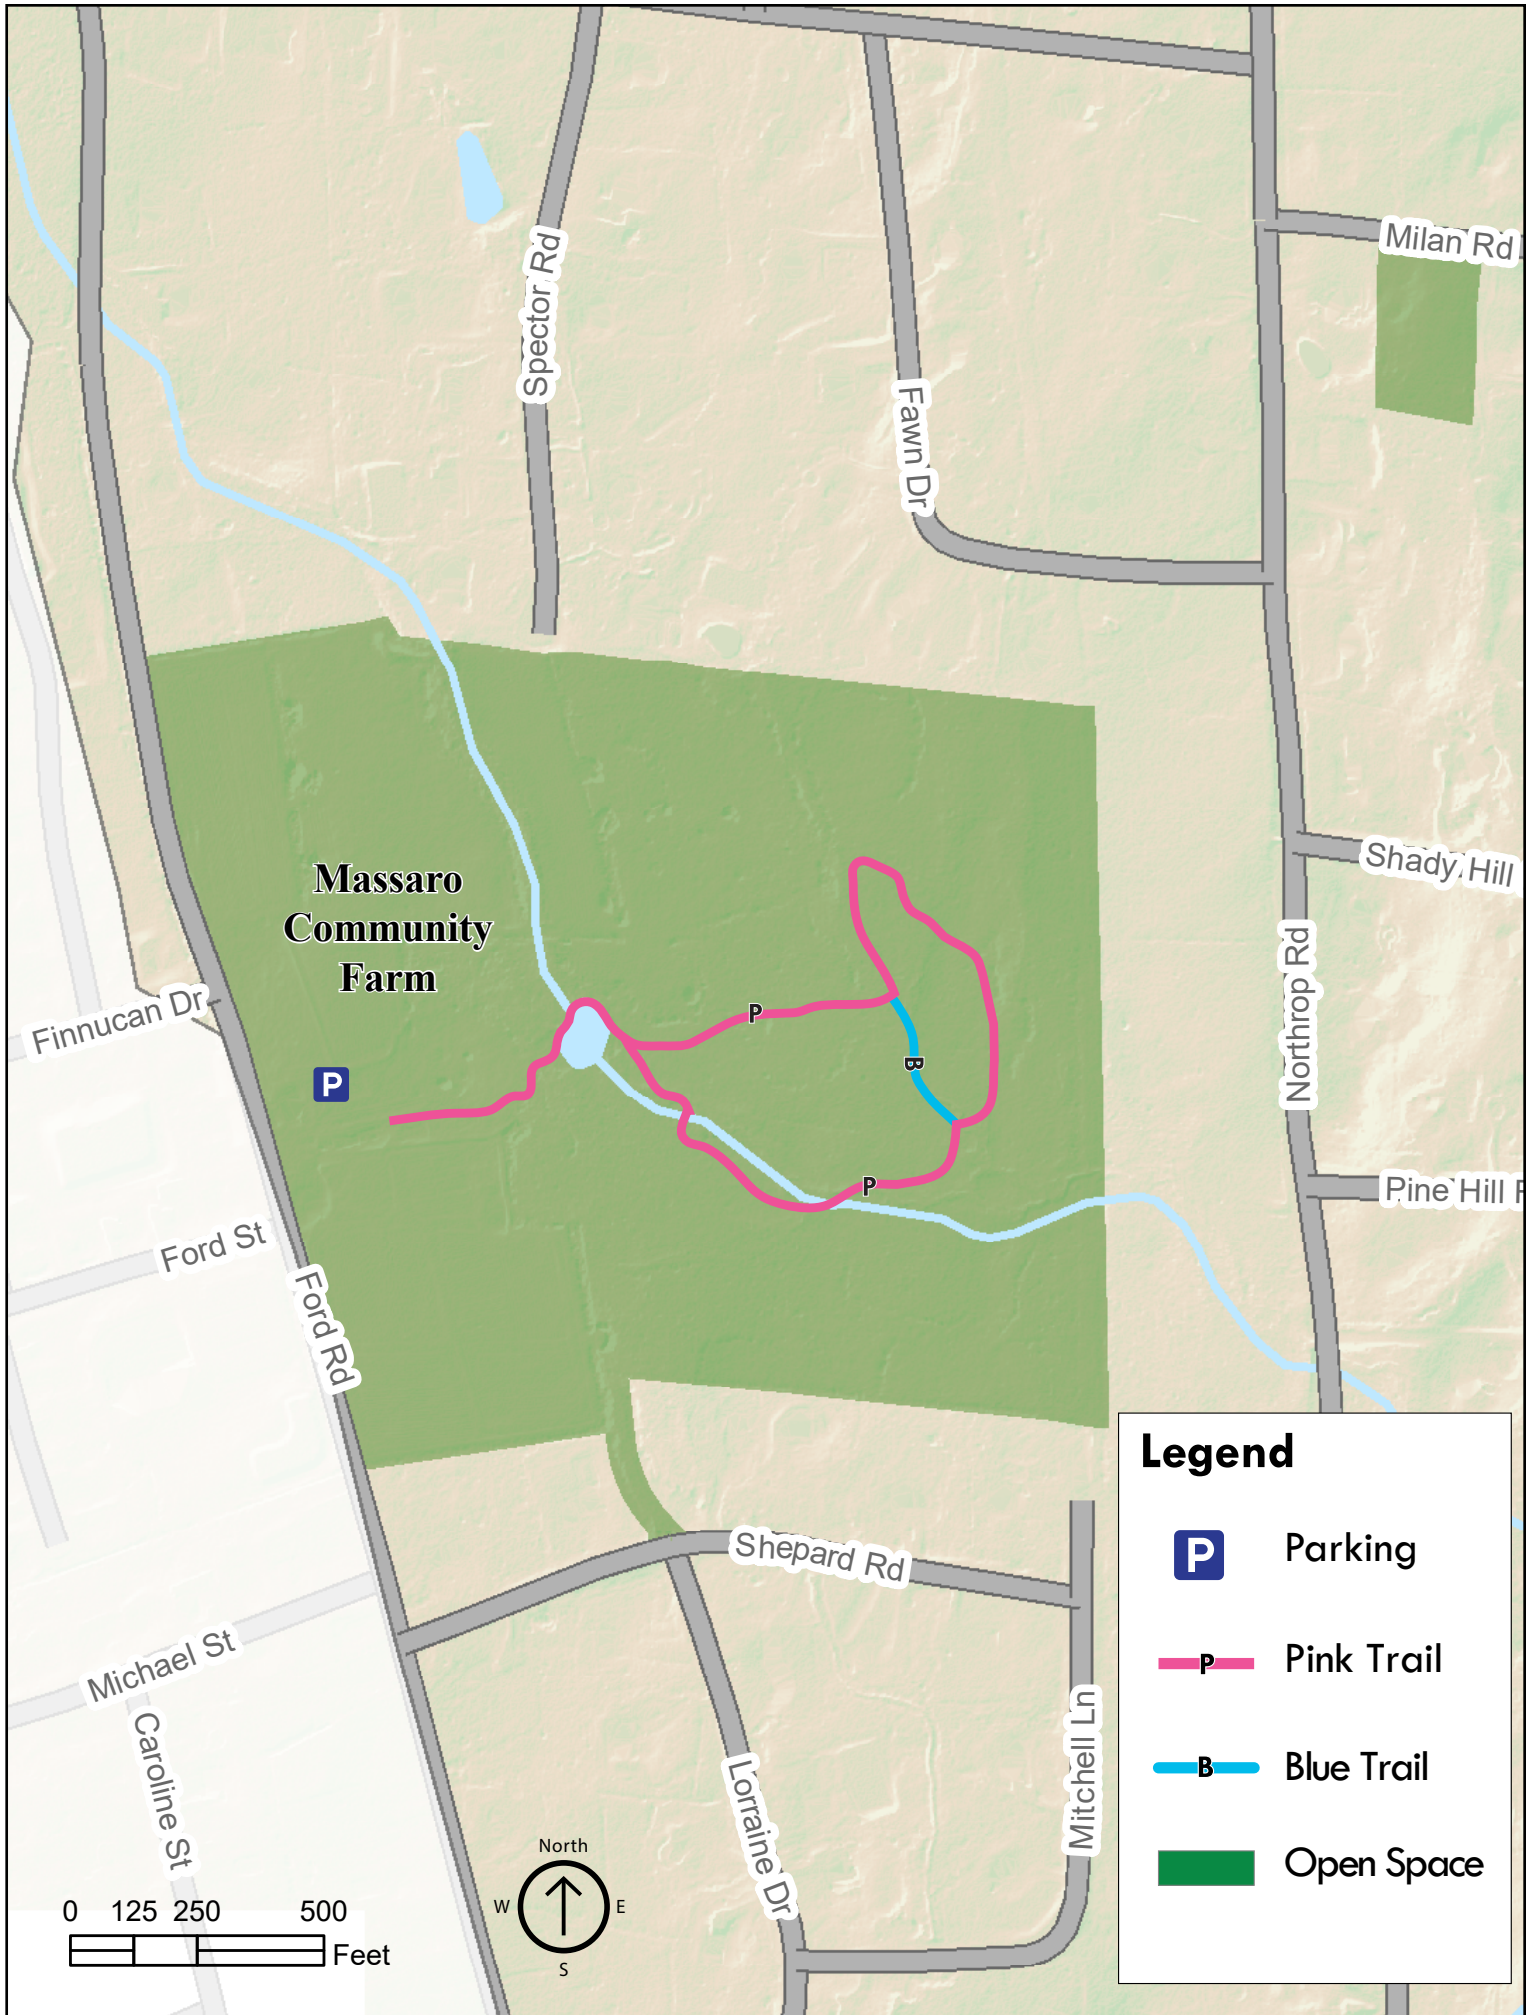 Milan Rd
Spector Rd
Fawn Dr
Shady Hill
Massaro
Community
Farm
Northrop Rd
Finnucan Dr
P
B
P
P
Pine Hill
Ford St
Ford Rd
Legend
P Parking
P Pink Trail
B Blue Trail
Open Space
Shepard Rd
Michael St
Caroline St
Lorraine Dr
Mitchell Ln
North
W E
S
0 125 250 500
Feet